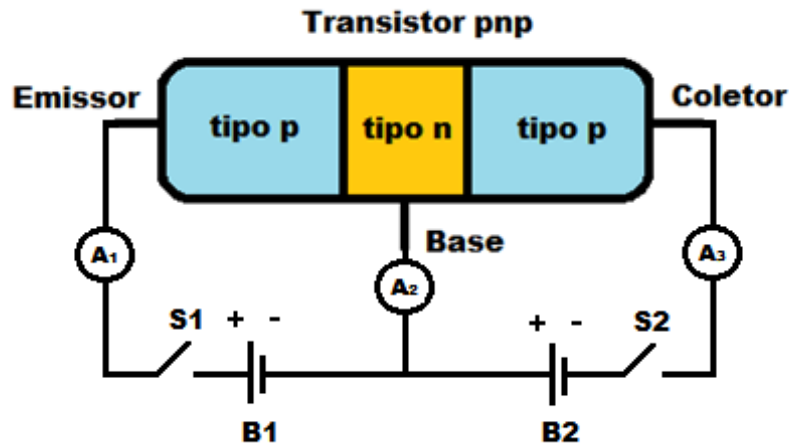 Transistor pnp
Emissor
Coletor
tipo p
tipo n
tipo p
Base
A₁
A₂
A₃
S1
+ -
+ -
S2
B1
B2